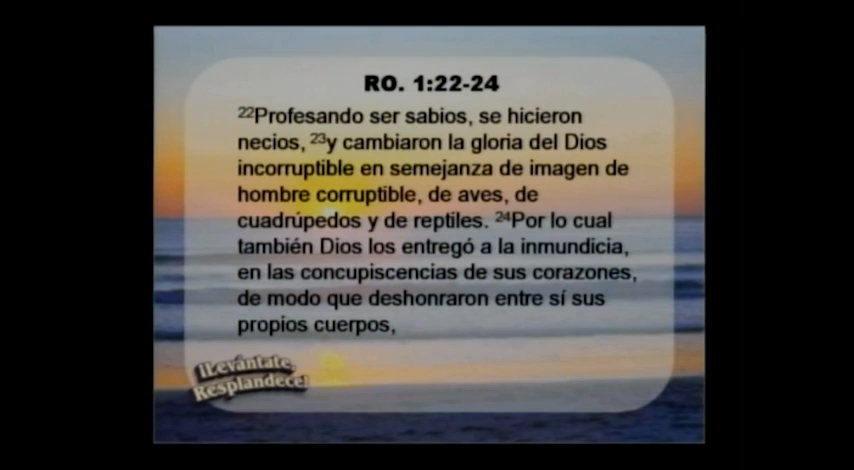 RO. 1:22-24
²²Profesando ser sabios, se hicieron
necios, ²³y cambiaron la gloria del Dios
incorruptible en semejanza de imagen de
hombre corruptible, de aves, de
cuadrúpedos y de reptiles. ²⁴Por lo cual
también Dios los entregó a la inmundicia,
en las concupiscencias de sus corazones,
de modo que deshonraron entre sí sus
propios cuerpos,
¡Levántate,
Resplandece!